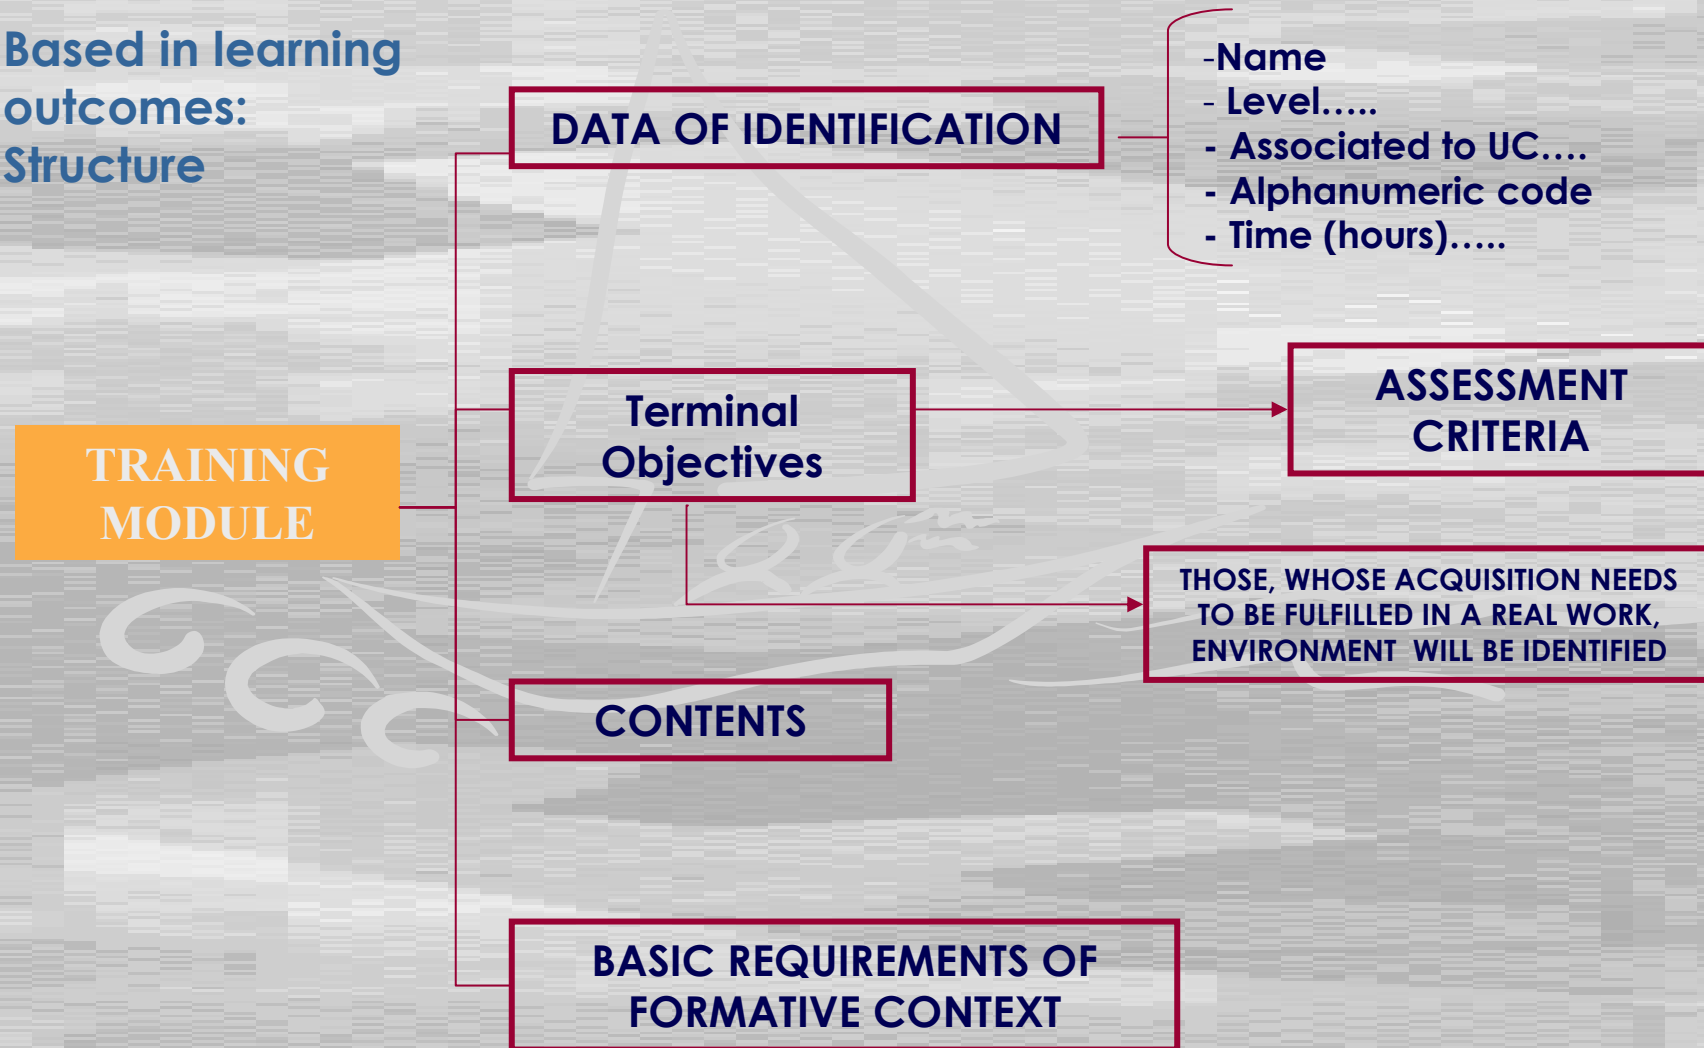 Based in learning
outcomes:
Structure
DATA OF IDENTIFICATION
-Name
- Level…..
- Associated to UC….
- Alphanumeric code
- Time (hours)…..
Terminal
Objectives
ASSESSMENT
CRITERIA
TRAINING
MODULE
THOSE, WHOSE ACQUISITION NEEDS
TO BE FULFILLED IN A REAL WORK,
ENVIRONMENT WILL BE IDENTIFIED
CONTENTS
BASIC REQUIREMENTS OF
FORMATIVE CONTEXT